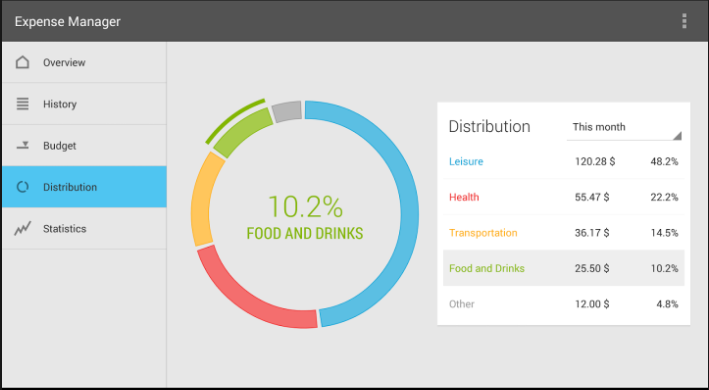 Expense Manager
Overview
History
Budget
Distribution
Statistics
10.2%
FOOD AND DRINKS
Distribution This month
Leisure 120.28 $ 48.2%
Health 55.47 $ 22.2%
Transportation 36.17 $ 14.5%
Food and Drinks 25.50 $ 10.2%
Other 12.00 $ 4.8%